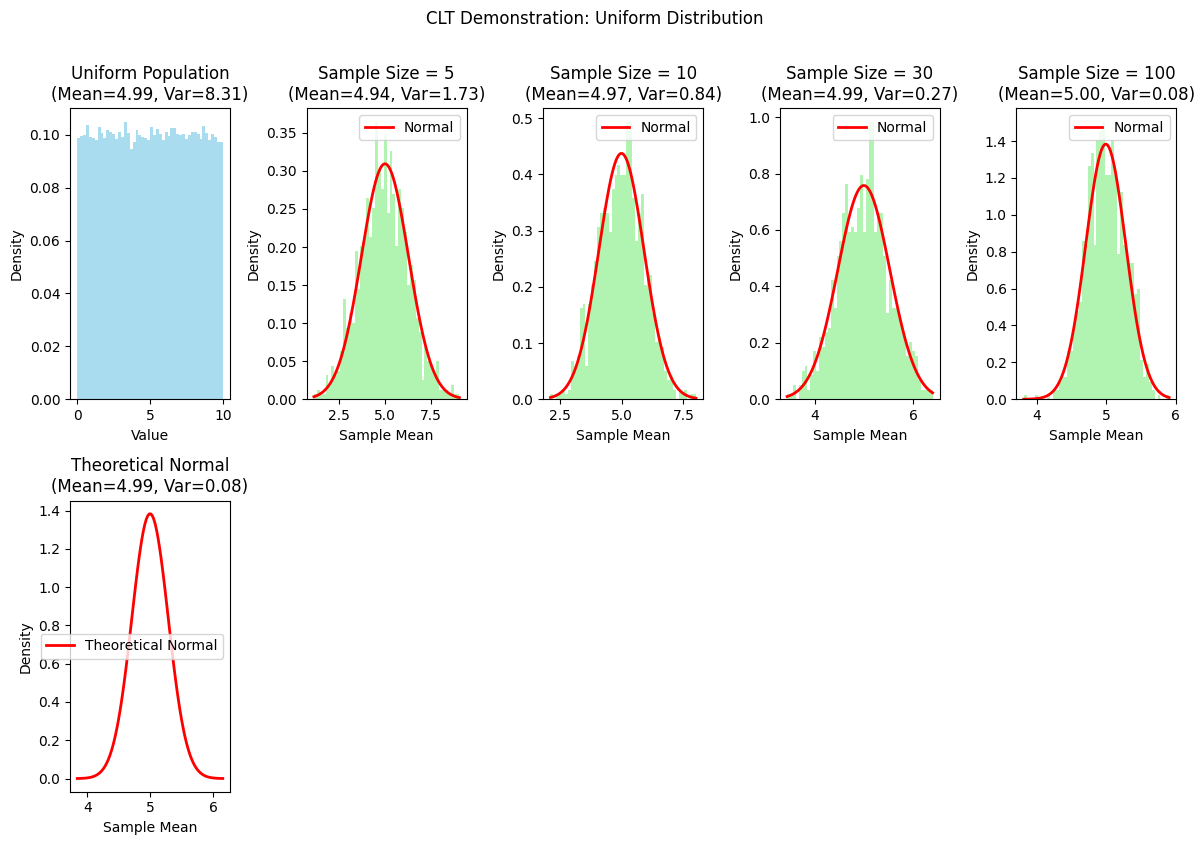 CLT Demonstration: Uniform Distribution
Uniform Population
(Mean=4.99, Var=8.31)
0.10
0.08
0.06
0.04
0.02
0.00
Density
0 5 10
Value
Sample Size = 5
(Mean=4.94, Var=1.73)
Normal
0.35
0.30
0.25
0.20
0.15
0.10
0.05
0.00
Density
2.5 5.0 7.5
Sample Mean
Sample Size = 10
(Mean=4.97, Var=0.84)
Normal
0.5
0.4
0.3
0.2
0.1
0.0
Density
2.5 5.0 7.5
Sample Mean
Sample Size = 30
(Mean=4.99, Var=0.27)
Normal
1.0
0.8
0.6
0.4
0.2
0.0
Density
4 6
Sample Mean
Sample Size = 100
(Mean=5.00, Var=0.08)
Normal
1.4
1.2
1.0
0.8
0.6
0.4
0.2
0.0
Density
4 5 6
Sample Mean
Theoretical Normal
(Mean=4.99, Var=0.08)
1.4
1.2
1.0
0.8
0.6
0.4
0.2
0.0
Density
Theoretical Normal
4 5 6
Sample Mean